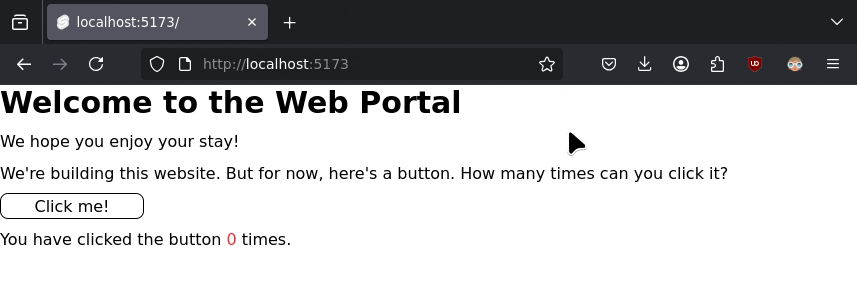 localhost:5173/
http://localhost:5173
UD
Welcome to the Web Portal
We hope you enjoy your stay!
We're building this website. But for now, here's a button. How many times can you click it?
Click me!
You have clicked the button 0 times.